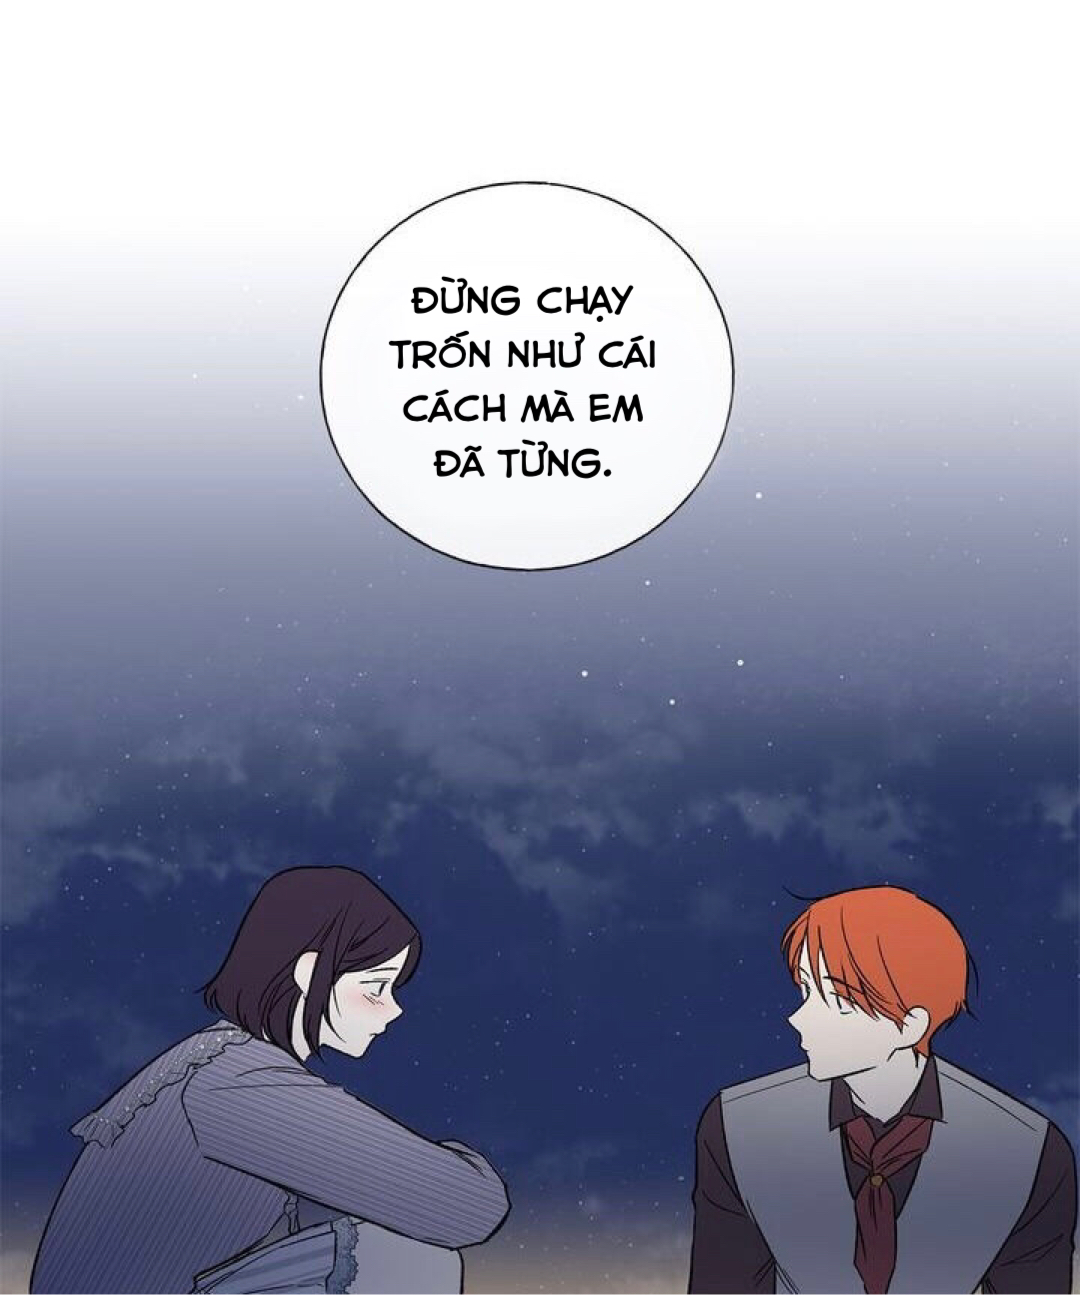 ĐỪNG CHẠY
TRỐN NHƯ CÁI
CÁCH MÀ EM
ĐÃ TỪNG.